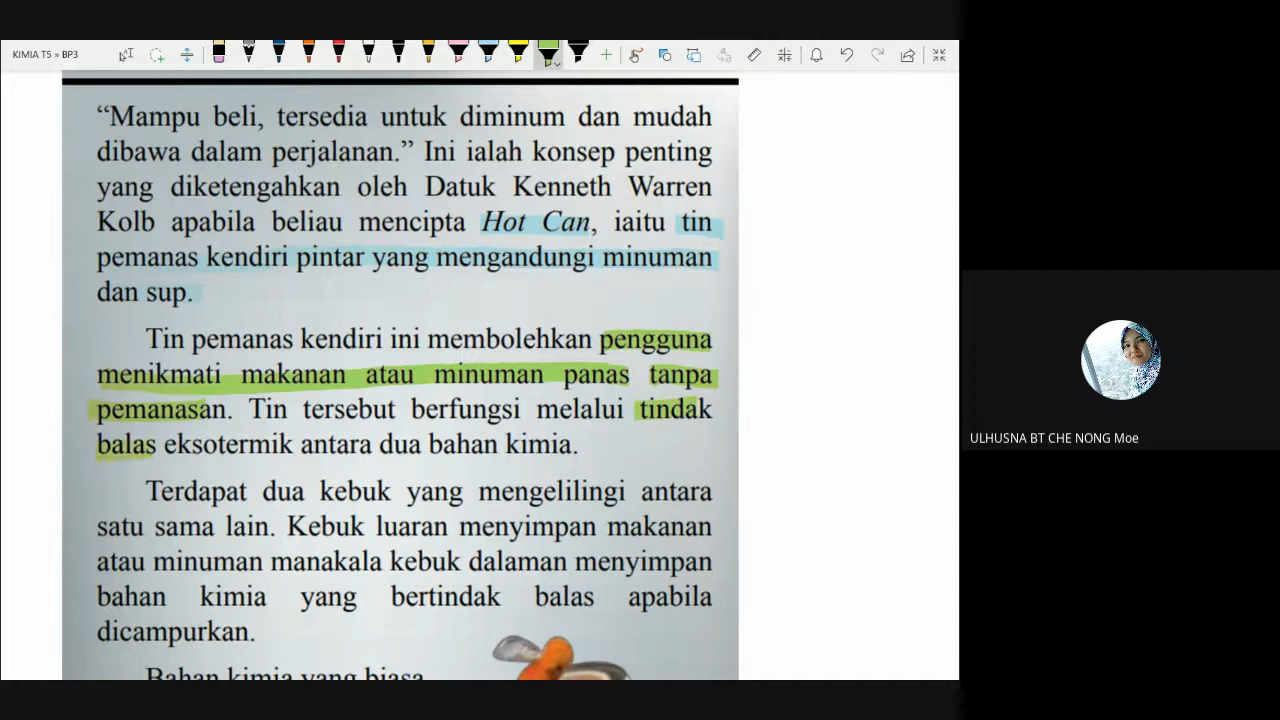 KIMIA T5 » BP3
“Mampu beli, tersedia untuk diminum dan mudah
dibawa dalam perjalanan.” Ini ialah konsep penting
yang diketengahkan oleh Datuk Kenneth Warren
Kolb apabila beliau mencipta Hot Can, iaitu tin
pemanas kendiri pintar yang mengandungi minuman
dan sup.
Tin pemanas kendiri ini membolehkan pengguna
menikmati makanan atau minuman panas tanpa
pemanasan. Tin tersebut berfungsi melalui tindak
balas eksotermik antara dua bahan kimia.
Terdapat dua kebuk yang mengelilingi antara
satu sama lain. Kebuk luaran menyimpan makanan
atau minuman manakala kebuk dalaman menyimpan
bahan kimia yang bertindak balas apabila
dicampurkan.
Bahan kimia yang biasa
ULHUSNA BT CHE NONG Moe